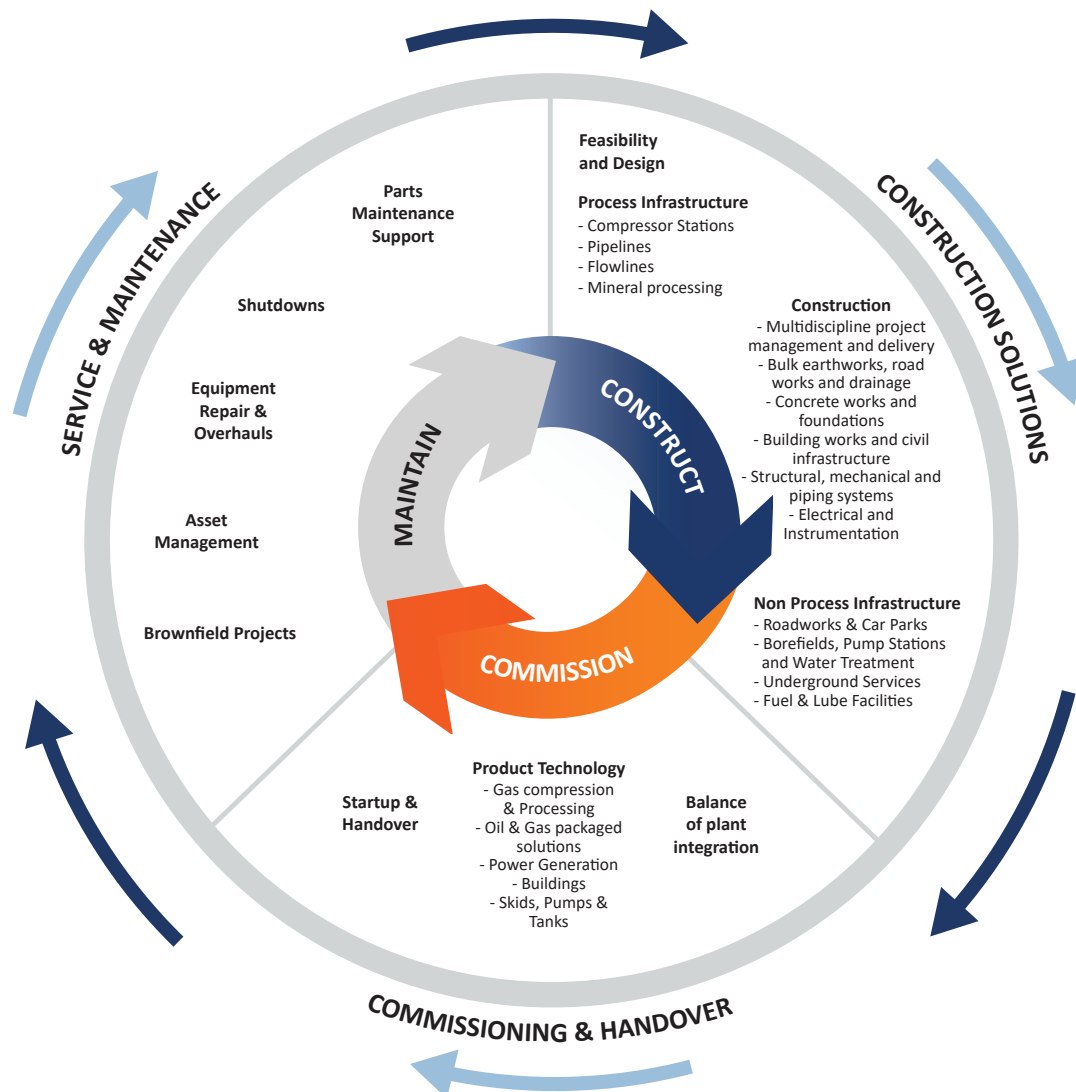 CONSTRUCTION SOLUTIONS
Feasibility
and Design
Process Infrastructure
- Compressor Stations
- Pipelines
- Flowlines
- Mineral processing
Construction
- Multidiscipline project
management and delivery
- Bulk earthworks, road
works and drainage
- Concrete works and
foundations
- Building works and civil
infrastructure
- Structural, mechanical and
piping systems
- Electrical and
Instrumentation
Non Process Infrastructure
- Roadworks & Car Parks
- Borefields, Pump Stations
and Water Treatment
- Underground Services
- Fuel & Lube Facilities
COMMISSIONING & HANDOVER
Balance
of plant
integration
Product Technology
- Gas compression
& Processing
- Oil & Gas packaged
solutions
- Power Generation
- Buildings
- Skids, Pumps &
Tanks
Startup &
Handover
SERVICE & MAINTENANCE
Brownfield Projects
Asset
Management
Equipment
Repair &
Overhauls
Shutdowns
Parts
Maintenance
Support
CONSTRUCT
COMMISSION
MAINTAIN